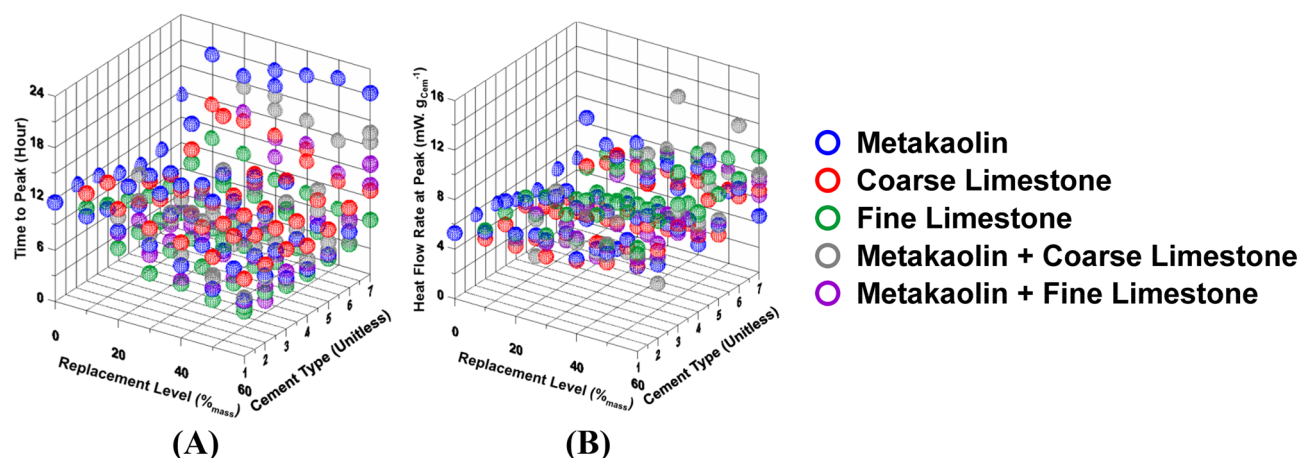 Time to Peak (Hour)
24
18
12
6
0
0
20
40
60
Replacement Level (%mass)
1
2
3
4
5
6
7
Cement Type (Unitless)
(A)
Heat Flow Rate at Peak (mW. gCem-1)
16
12
8
4
0
0
20
40
60
Replacement Level (%mass)
1
2
3
4
5
6
7
Cement Type (Unitless)
(B)
Metakaolin
Coarse Limestone
Fine Limestone
Metakaolin + Coarse Limestone
Metakaolin + Fine Limestone